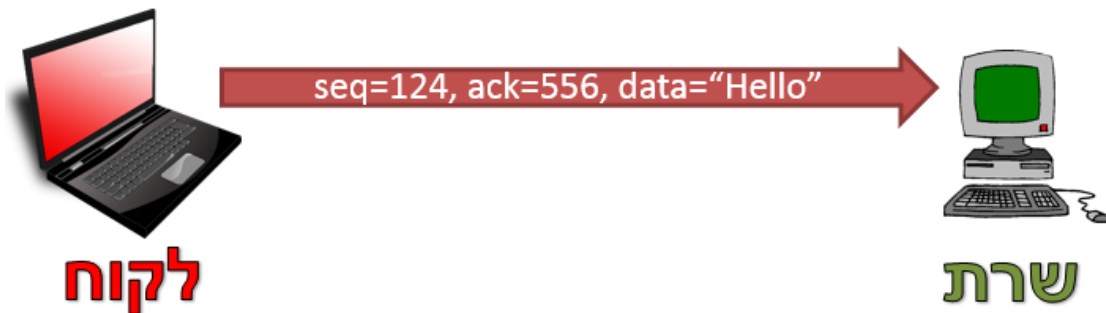 seq=124, ack=556, data=“Hello”
לקוח
שרת